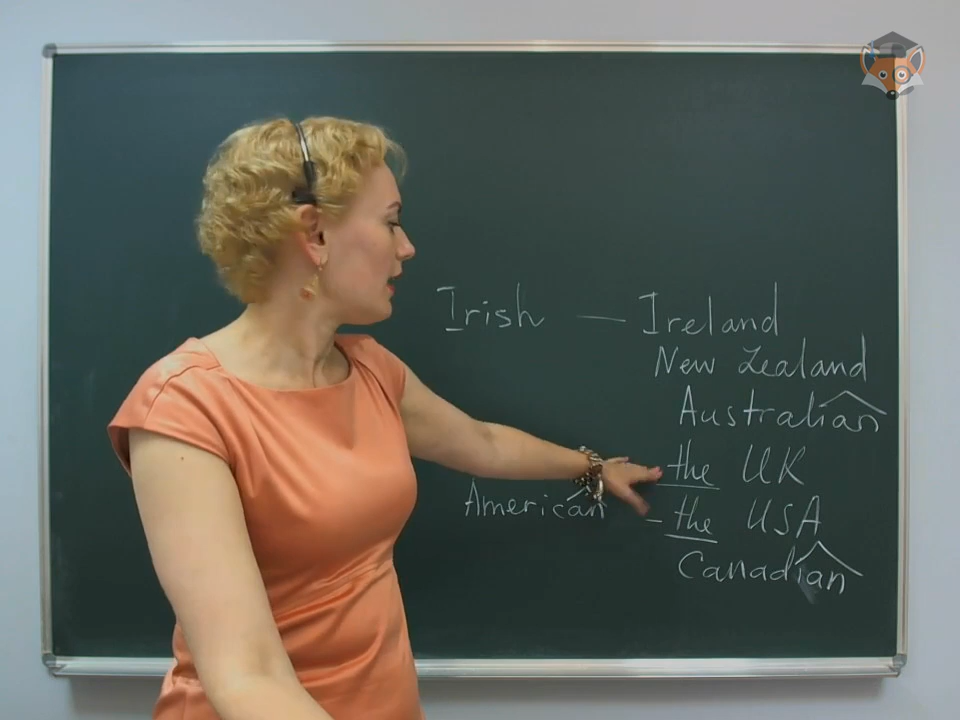 Irish — Ireland
New Zealand
Australian
the UK
American — the USA
Canadian